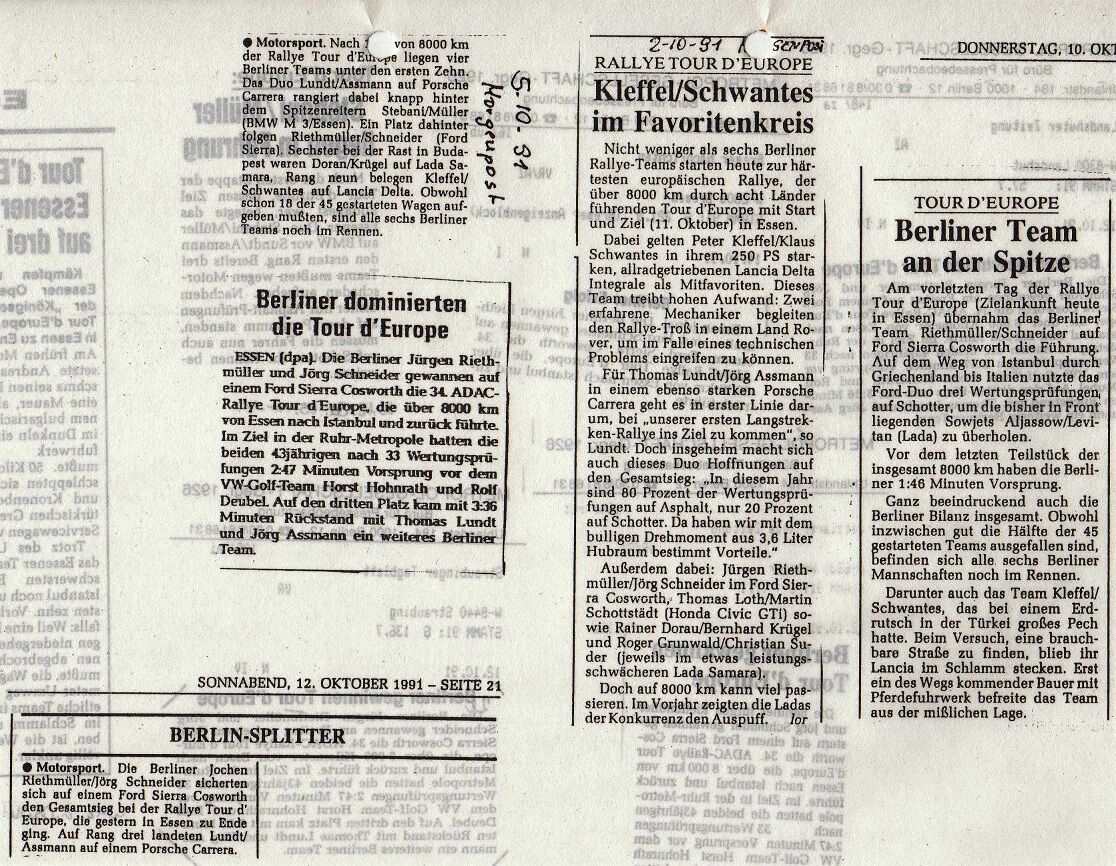 ● Motorsport. Nach von 8000 km
der Rallye Tour d'Europe liegen vier
Berliner Teams unter den ersten Zehn.
Das Duo Lundt/Assmann auf Porsche
Carrera rangiert dabei knapp hinter
dem Spitzenreitern Stebani/Müller
(BMW M 3/Essen). Ein Platz dahinter
folgen Riethmüller/Schneider (Ford
Sierra). Sechster bei der Rast in Buda-
pest waren Doran/Krügel auf Lada Sa-
mara, Rang neun belegen Kleffel/
Schwantes auf Lancia Delta. Obwohl
schon 18 der 45 gestarteten Wagen auf-
geben mußten, sind alle sechs Berliner
Teams noch im Rennen.
5-10-91
Morgenpost
Berliner dominierten
die Tour d'Europe
ESSEN (dpa). Die Berliner Jürgen Rieth-
müller und Jörg Schneider gewannen auf
einem Ford Sierra Cosworth die 34. ADAC-
Rallye Tour d'Europe, die über 8000 km
von Essen nach Istanbul und zurück führte.
Im Ziel in der Ruhr-Metropole hatten die
beiden 43jährigen nach 33 Wertungsprü-
fungen 2:47 Minuten Vorsprung vor dem
VW-Golf-Team Horst Hohnrath und Rolf
Deubel. Auf den dritten Platz kam mit 3:36
Minuten Rückstand mit Thomas Lundt
und Jörg Assmann ein weiteres Berliner
Team.
SONNABEND, 12. OKTOBER 1991 – SEITE 21
BERLIN-SPLITTER
● Motorsport. Die Berliner Jochen
Riethmüller/Jörg Schneider sicherten
sich auf einem Ford Sierra Cosworth
den Gesamtsieg bei der Rallye Tour d'
Europe, die gestern in Essen zu Ende
ging. Auf Rang drei landeten Lundt/
Assmann auf einem Porsche Carrera.
2-10-91
RALLYE TOUR D'EUROPE
Kleffel/Schwantes
im Favoritenkreis
Nicht weniger als sechs Berliner
Rallye-Teams starten heute zur här-
testen europäischen Rallye, der
über 8000 km durch acht Länder
führenden Tour d'Europe mit Start
und Ziel (11. Oktober) in Essen.
Dabei gelten Peter Kleffel/Klaus
Schwantes in ihrem 250 PS star-
ken, allradgetriebenen Lancia Delta
Integrale als Mitfavoriten. Dieses
Team treibt hohen Aufwand: Zwei
erfahrene Mechaniker begleiten
den Rallye-Troß in einem Land Ro-
ver, um im Falle eines technischen
Problems eingreifen zu können.
Für Thomas Lundt/Jörg Assmann
in einem ebenso starken Porsche
Carrera geht es in erster Linie dar-
um, bei „unserer ersten Langstrek-
ken-Rallye ins Ziel zu kommen", so
Lundt. Doch insgeheim macht sich
auch dieses Duo Hoffnungen auf
den Gesamtsieg: „In diesem Jahr
sind 80 Prozent der Wertungsprü-
fungen auf Asphalt, nur 20 Prozent
auf Schotter. Da haben wir mit dem
bulligen Drehmoment aus 3,6 Liter
Hubraum bestimmt Vorteile."
Außerdem dabei: Jürgen Rieth-
müller/Jörg Schneider im Ford Sier-
ra Cosworth, Thomas Loth/Martin
Schottstädt (Honda Civic GTi) so-
wie Rainer Dorau/Bernhard Krügel
und Roger Grunwald/Christian Su-
der (jeweils im etwas leistungs-
schwächeren Lada Samara).
Doch auf 8000 km kann viel pas-
sieren. Im Vorjahr zeigten die Ladas
der Konkurrenz den Auspuff. lor
DONNERSTAG, 10. OKT
TOUR D'EUROPE
Berliner Team
an der Spitze
Am vorletzten Tag der Rallye
Tour d'Europe (Zielankunft heute
in Essen) übernahm das Berliner
Team Riethmüller/Schneider auf
Ford Sierra Cosworth die Führung.
Auf dem Weg von Istanbul durch
Griechenland bis Italien nutzte das
Ford-Duo drei Wertungsprüfungen
auf Schotter, um die bisher in Front
liegenden Sowjets Aljassow/Levi-
tan (Lada) zu überholen.
Vor dem letzten Teilstück der
insgesamt 8000 km haben die Berli-
ner 1:46 Minuten Vorsprung.
Ganz beeindruckend auch die
Berliner Bilanz insgesamt. Obwohl
inzwischen gut die Hälfte der 45
gestarteten Teams ausgefallen sind,
befinden sich alle sechs Berliner
Mannschaften noch im Rennen.
Darunter auch das Team Kleffel/
Schwantes, das bei einem Erd-
rutsch in der Türkei großes Pech
hatte. Beim Versuch, eine brauch-
bare Straße zu finden, blieb ihr
Lancia im Schlamm stecken. Erst
ein des Wegs kommender Bauer mit
Pferdefuhrwerk befreite das Team
aus der mißlichen Lage.